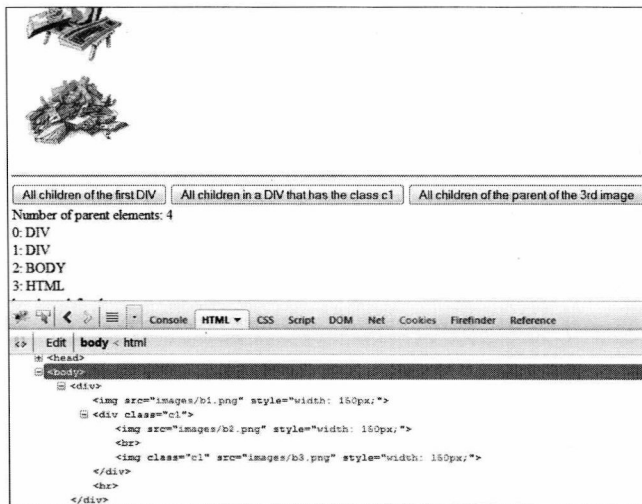 All children of the first DIV All children in a DIV that has the class c1 All children of the parent of the 3rd image
Number of parent elements: 4
0: DIV
1: DIV
2: BODY
3: HTML
Console HTML CSS Script DOM Net Cookies Firefinder Reference
Edit body < html
<head>
<body>
<div>
<img src="images/b1.png" style="width: 150px;">
<div class="c1">
<img src="images/b2.png" style="width: 150px;">
<br>
<img class="c1" src="images/b3.png" style="width: 150px;">
</div>
<hr>
</div>